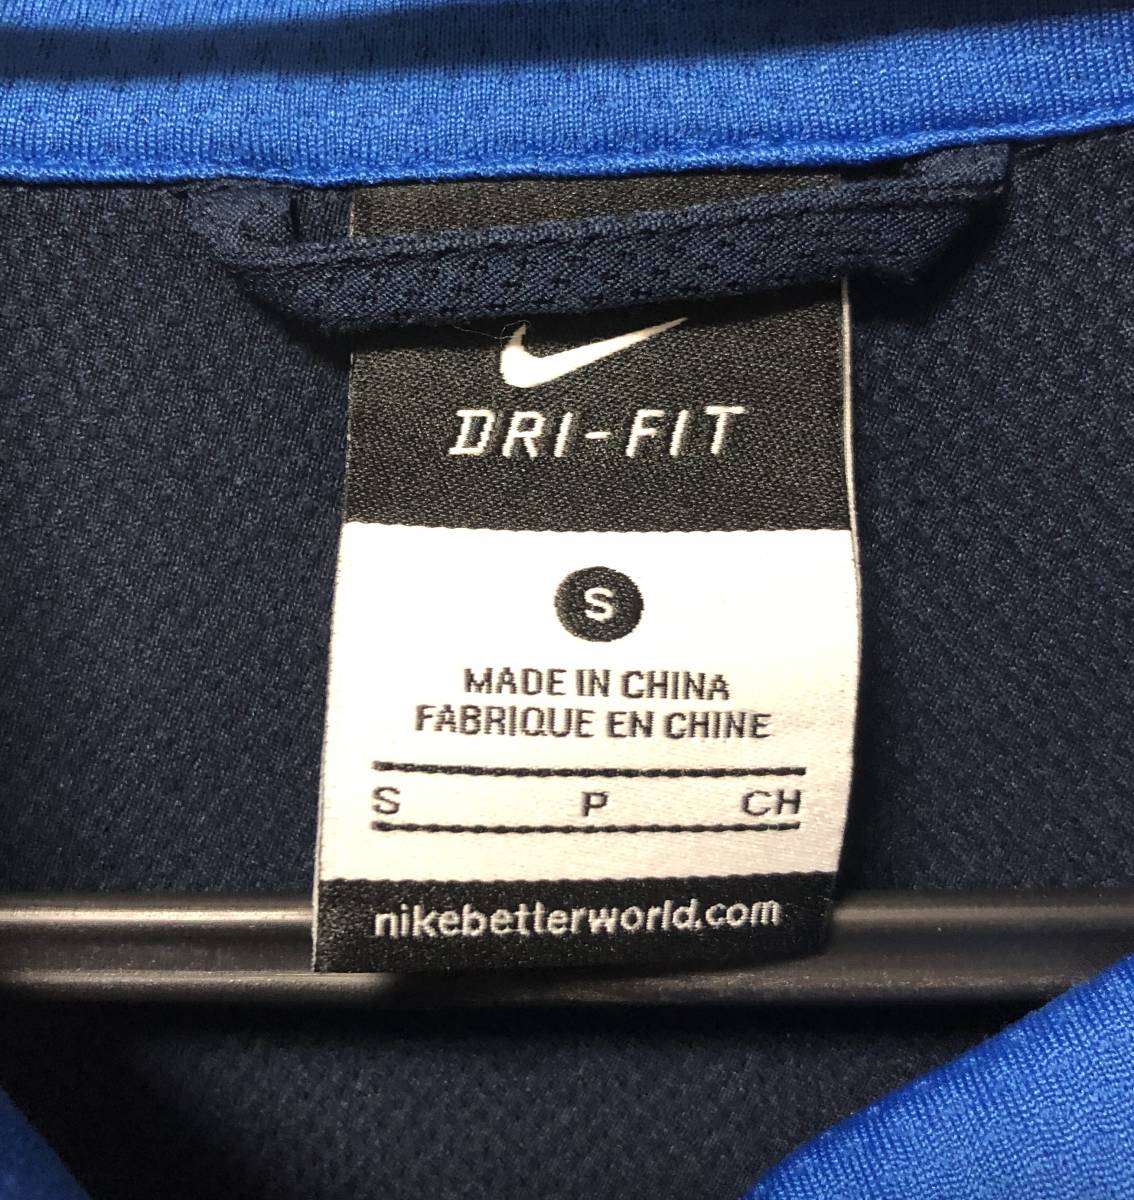 DRI-FIT
S
MADE IN CHINA
FABRIQUE EN CHINE
S P CH
nikebetterworld.com